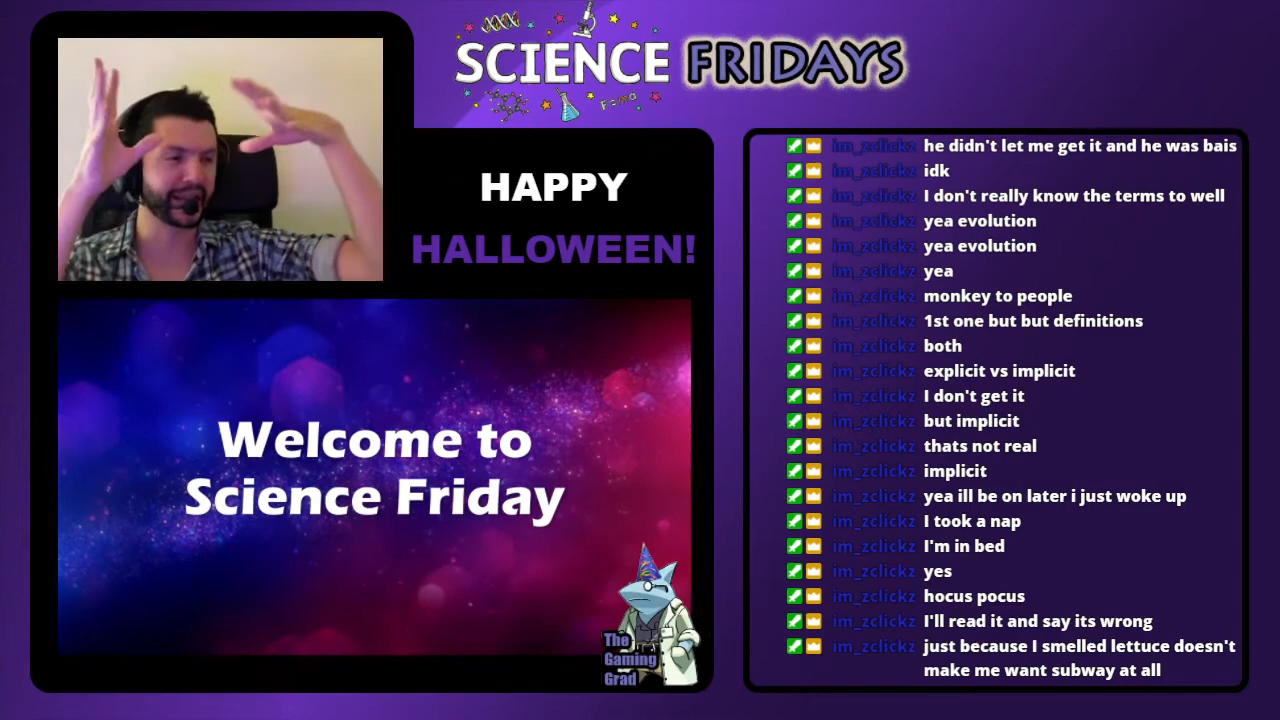 SCIENCE FRIDAYS
HAPPY
HALLOWEEN!
Welcome to
Science Friday
The
Gaming
Grad
im_zclickz he didn't let me get it and he was bais
im_zclickz idk
im_zclickz I don't really know the terms to well
im_zclickz yea evolution
im_zclickz yea evolution
im_zclickz yea
im_zclickz monkey to people
im_zclickz 1st one but but definitions
im_zclickz both
im_zclickz explicit vs implicit
im_zclickz I don't get it
im_zclickz but implicit
im_zclickz thats not real
im_zclickz implicit
im_zclickz yea ill be on later i just woke up
im_zclickz I took a nap
im_zclickz I'm in bed
im_zclickz yes
im_zclickz hocus pocus
im_zclickz I'll read it and say its wrong
im_zclickz just because I smelled lettuce doesn't
make me want subway at all